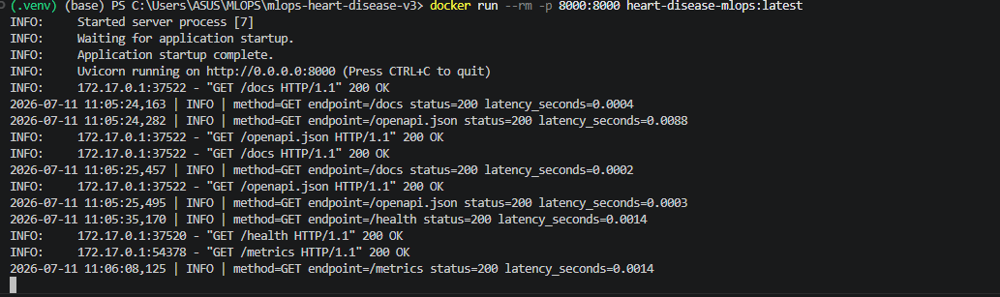 (.venv) (base) PS C:\Users\ASUS\MLOPS\mlops-heart-disease-v3> docker run --rm -p 8000:8000 heart-disease-mlops:latest
INFO:     Started server process [7]
INFO:     Waiting for application startup.
INFO:     Application startup complete.
INFO:     Uvicorn running on http://0.0.0.0:8000 (Press CTRL+C to quit)
INFO:     172.17.0.1:37522 - "GET /docs HTTP/1.1" 200 OK
2026-07-11 11:05:24,163 | INFO | method=GET endpoint=/docs status=200 latency_seconds=0.0004
2026-07-11 11:05:24,282 | INFO | method=GET endpoint=/openapi.json status=200 latency_seconds=0.0088
INFO:     172.17.0.1:37522 - "GET /openapi.json HTTP/1.1" 200 OK
INFO:     172.17.0.1:37522 - "GET /docs HTTP/1.1" 200 OK
2026-07-11 11:05:25,457 | INFO | method=GET endpoint=/docs status=200 latency_seconds=0.0002
INFO:     172.17.0.1:37522 - "GET /openapi.json HTTP/1.1" 200 OK
2026-07-11 11:05:25,495 | INFO | method=GET endpoint=/openapi.json status=200 latency_seconds=0.0003
2026-07-11 11:05:35,170 | INFO | method=GET endpoint=/health status=200 latency_seconds=0.0014
INFO:     172.17.0.1:37520 - "GET /health HTTP/1.1" 200 OK
INFO:     172.17.0.1:54378 - "GET /metrics HTTP/1.1" 200 OK
2026-07-11 11:06:08,125 | INFO | method=GET endpoint=/metrics status=200 latency_seconds=0.0014